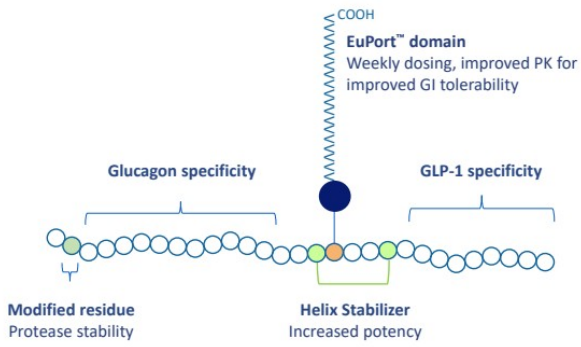 COOH
EuPort™ domain
Weekly dosing, improved PK for
improved GI tolerability
Glucagon specificity
GLP-1 specificity
Modified residue
Protease stability
Helix Stabilizer
Increased potency